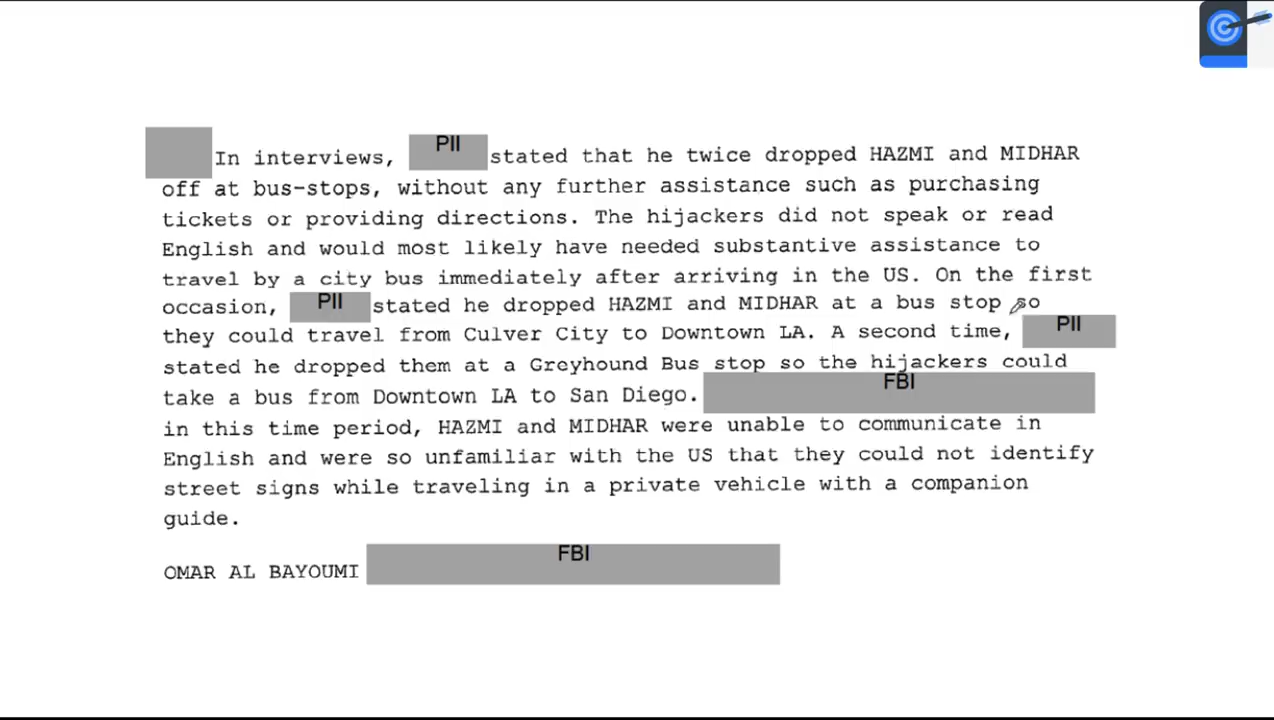 In interviews, PII stated that he twice dropped HAZMI and MIDHAR
off at bus-stops, without any further assistance such as purchasing
tickets or providing directions. The hijackers did not speak or read
English and would most likely have needed substantive assistance to
travel by a city bus immediately after arriving in the US. On the first
occasion, PII stated he dropped HAZMI and MIDHAR at a bus stop so
they could travel from Culver City to Downtown LA. A second time, PII
stated he dropped them at a Greyhound Bus stop so the hijackers could
take a bus from Downtown LA to San Diego. FBI
in this time period, HAZMI and MIDHAR were unable to communicate in
English and were so unfamiliar with the US that they could not identify
street signs while traveling in a private vehicle with a companion
guide.
OMAR AL BAYOUMI FBI